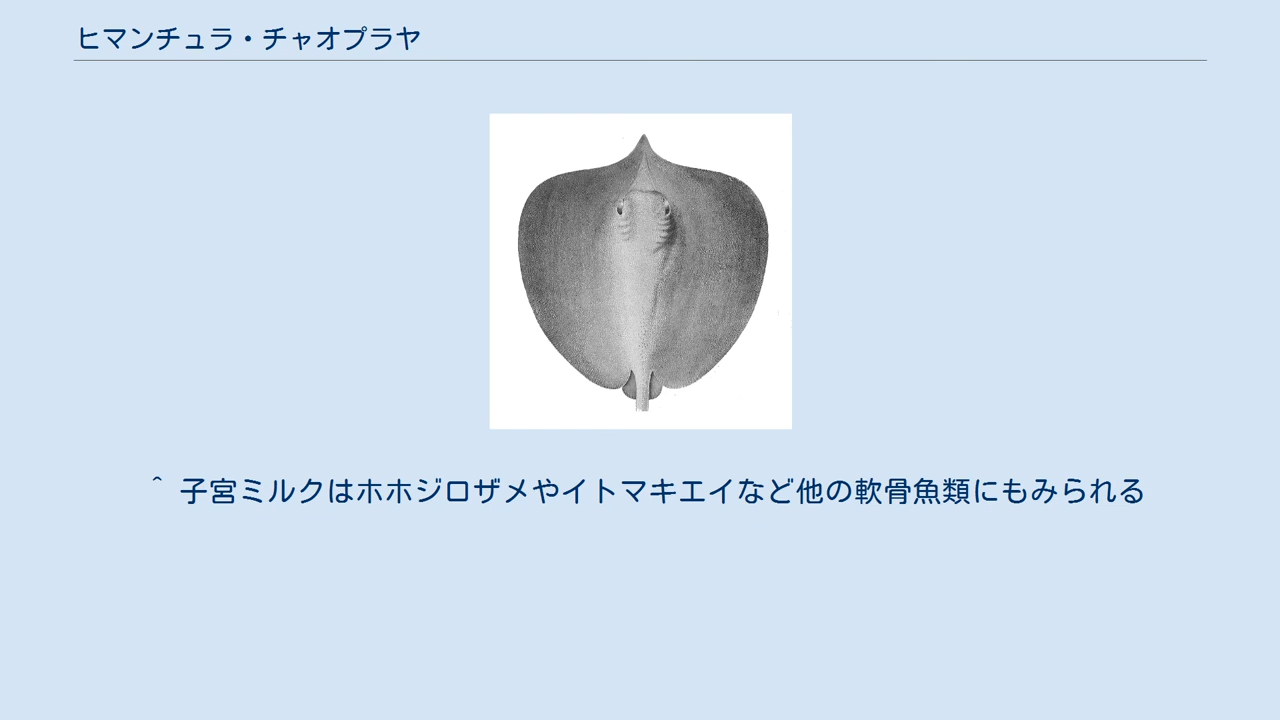 ヒマンチュラ・チャオプラヤ
^ 子宮ミルクはホホジロザメやイトマキエイなど他の軟骨魚類にもみられる